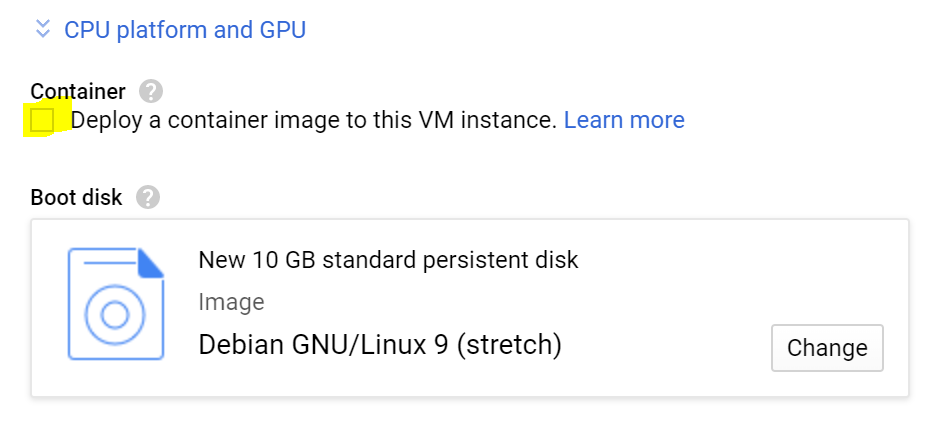 CPU platform and GPU
Container ?
Deploy a container image to this VM instance. Learn more
Boot disk ?
New 10 GB standard persistent disk
Image
Debian GNU/Linux 9 (stretch)
Change